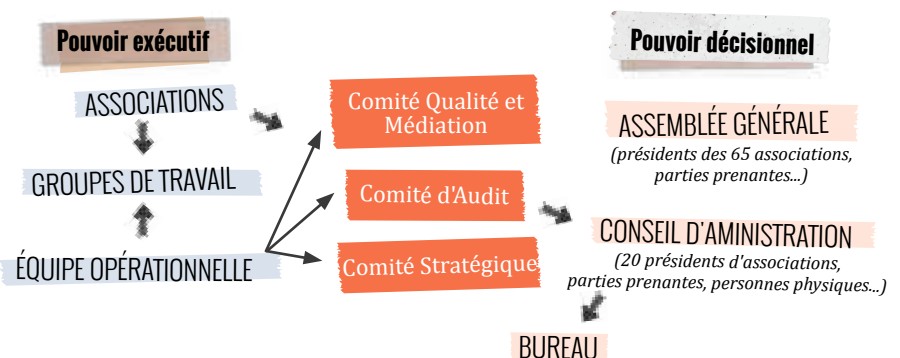 Pouvoir exécutif
ASSOCIATIONS
GROUPES DE TRAVAIL
ÉQUIPE OPÉRATIONNELLE
Comité Qualité et
Médiation
Comité d'Audit
Comité Stratégique
Pouvoir décisionnel
ASSEMBLÉE GÉNÉRALE
(présidents des 65 associations,
parties prenantes...)
CONSEIL D'AMINISTRATION
(20 présidents d'associations,
parties prenantes, personnes physiques...)
BUREAU